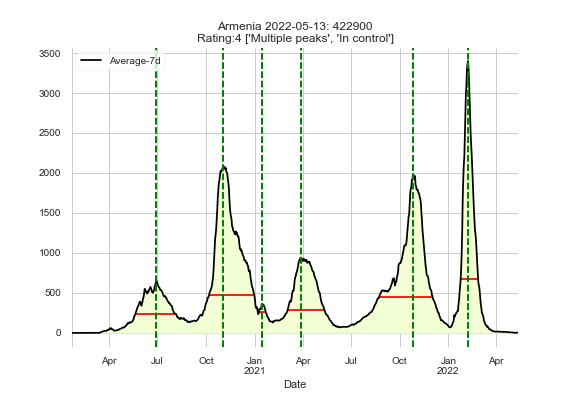 Armenia 2022-05-13: 422900
Rating:4 ['Multiple peaks', 'In control']
Average-7d
3500
3000
2500
2000
1500
1000
500
0
Apr Jul Oct Jan Apr Jul Oct Jan Apr
2021 2022
Date